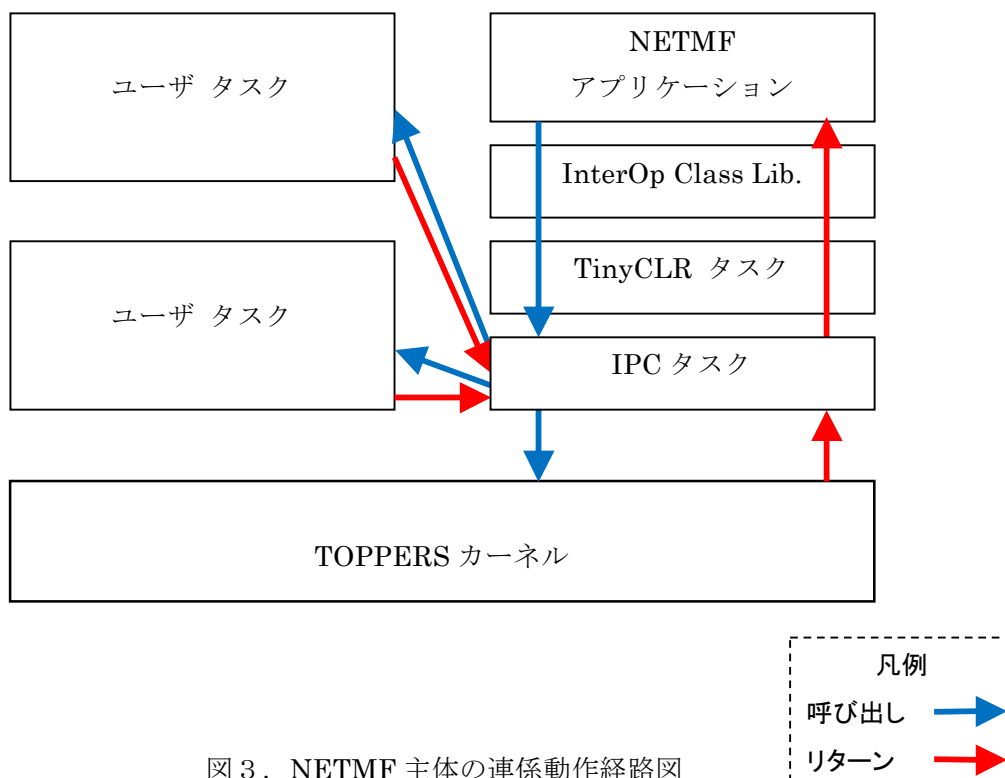 ユーザ タスク
NETMF
アプリケーション
InterOp Class Lib.
TinyCLR タスク
ユーザ タスク
IPC タスク
TOPPERS カーネル
凡例
呼び出し
リターン
図３．NETMF 主体の連係動作経路図